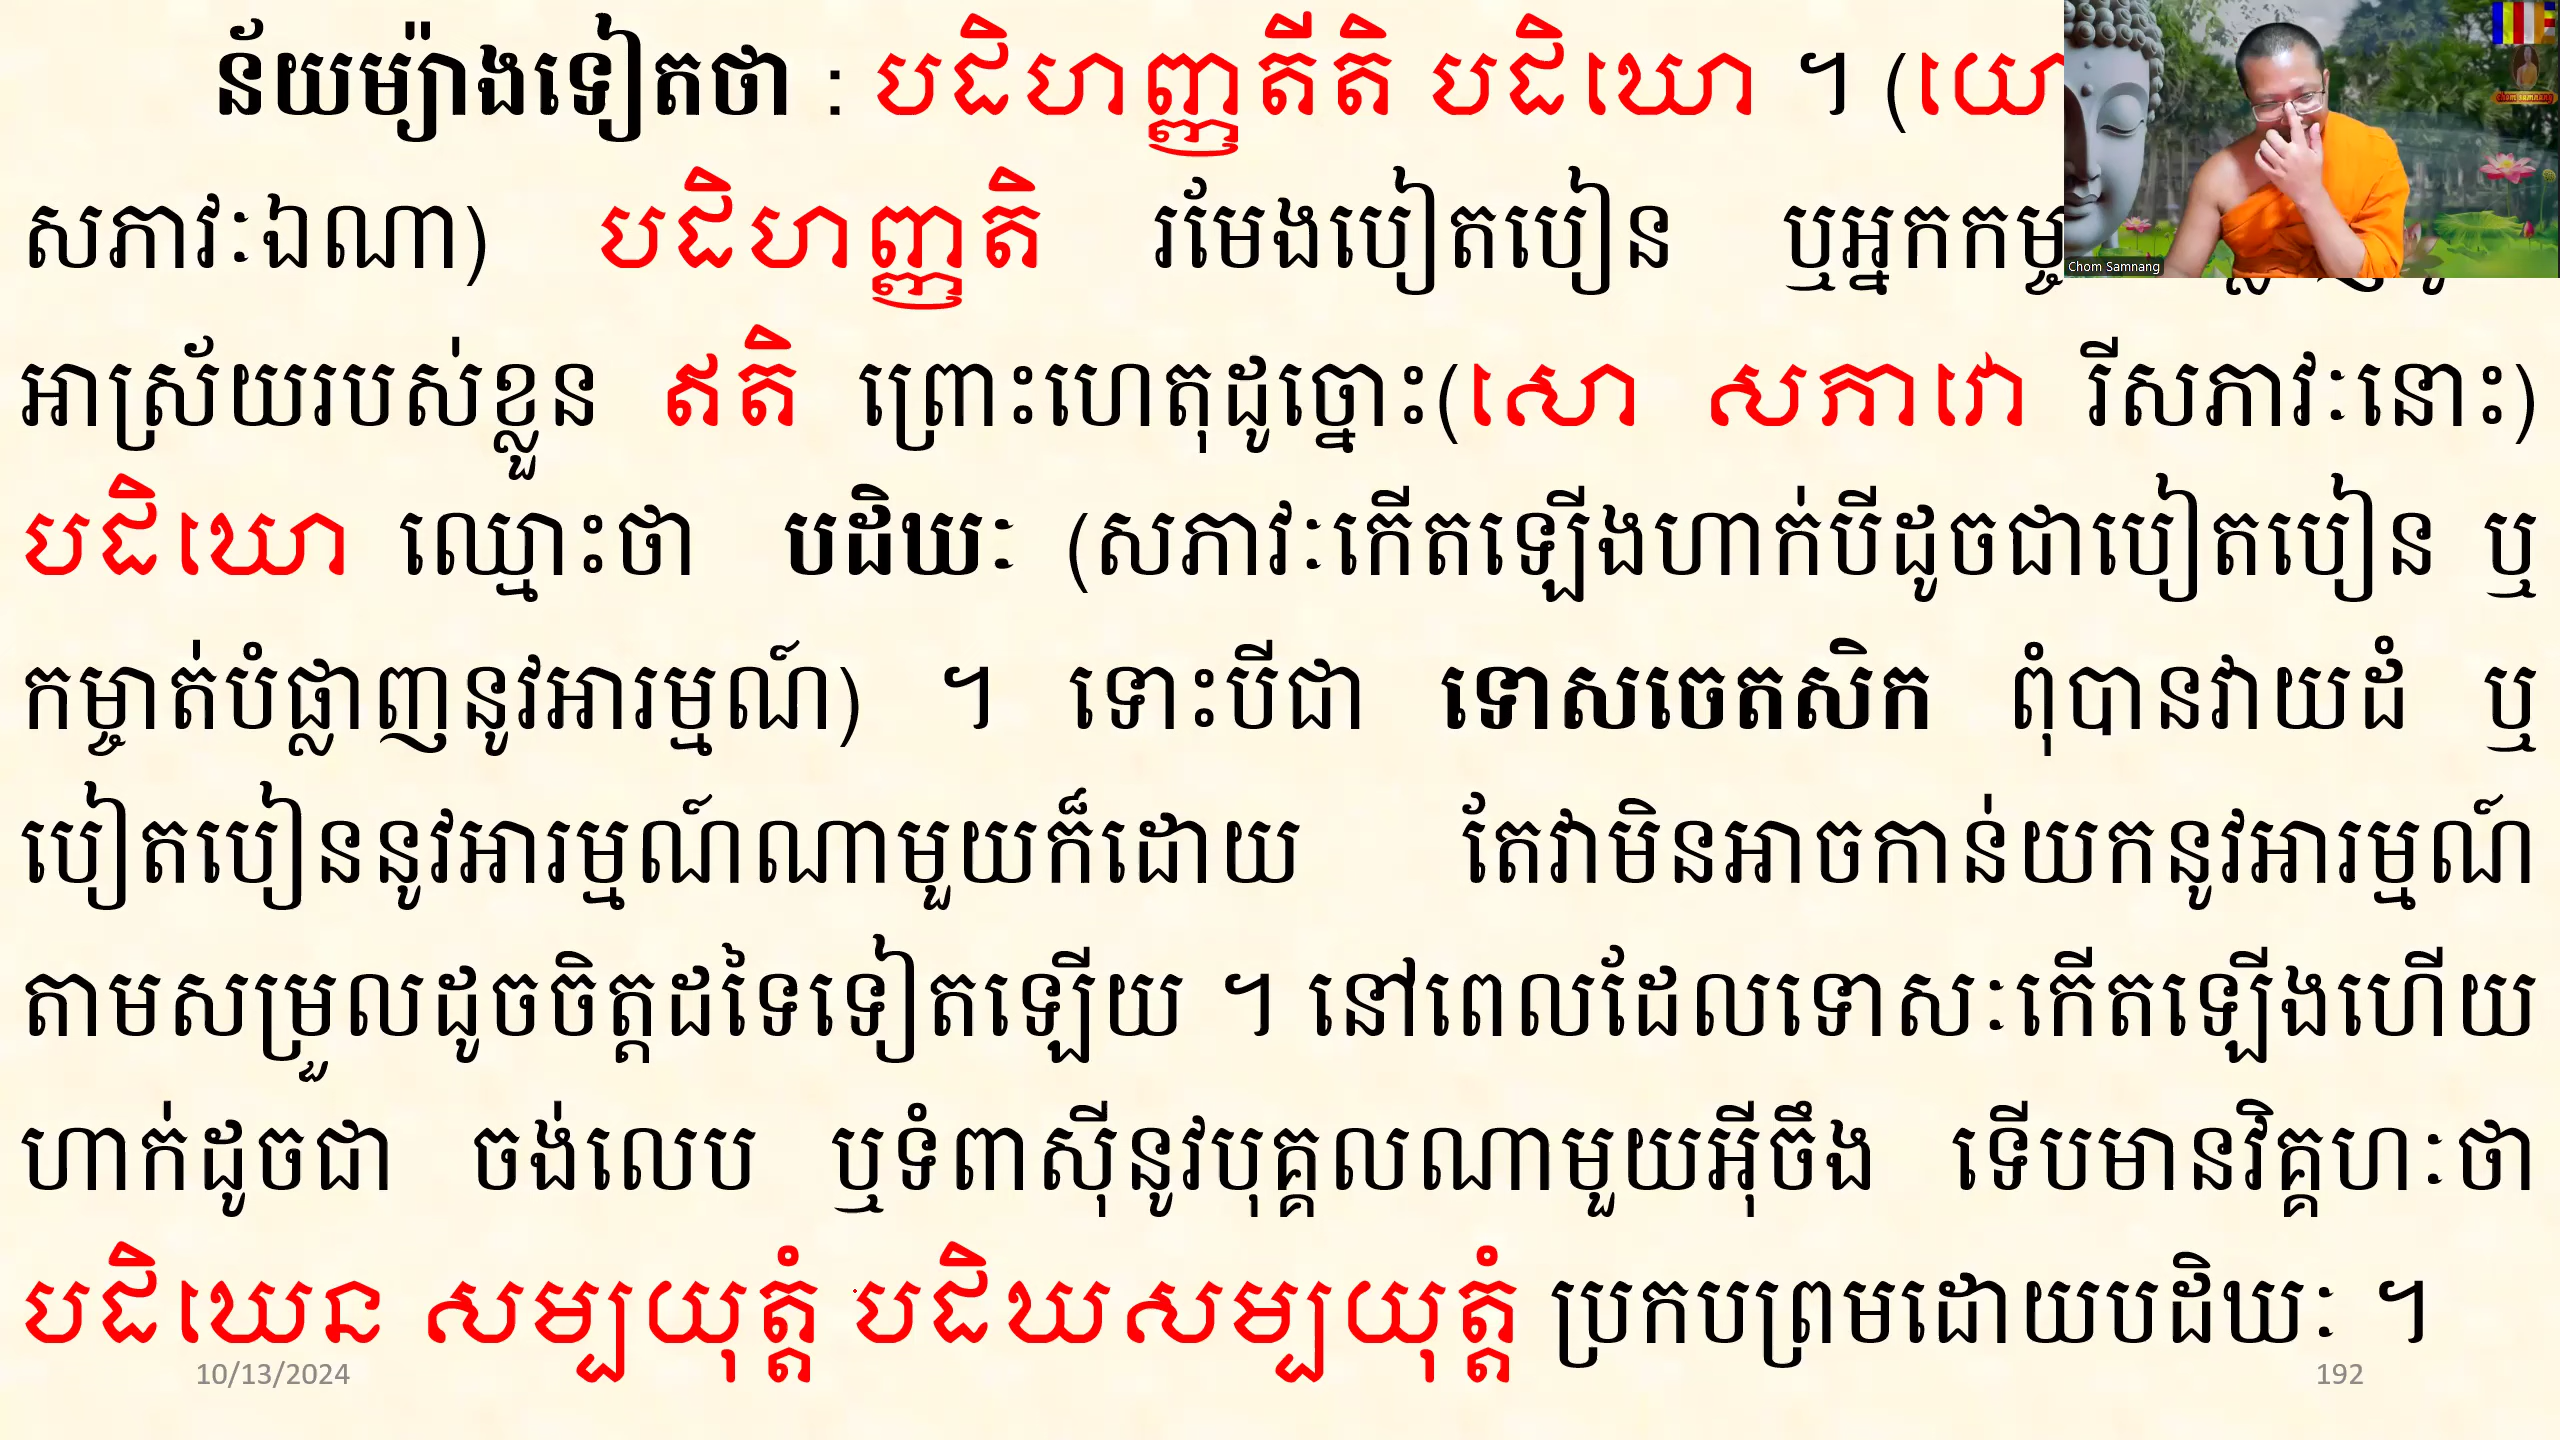 ន័យម្យ៉ាងទៀតថា : បដិហញ្ញតីតិ បដិឃោ ។ (យោ
សភាវៈឯណា) បដិហញ្ញតិ រមែងបៀតបៀន ឬអ្នកកម្ចា
អាស្រ័យរបស់ខ្លួន ឥតិ ព្រោះហេតុដូច្នោះ(សោ សភាវោ រីសភាវៈនោះ)
បដិឃោ ឈ្មោះថា បដិឃៈ (សភាវៈកើតឡើងហាក់បីដូចជាបៀតបៀន ឬ
កម្ចាត់បំផ្លាញនូវអារម្មណ៍) ។ ទោះបីជា ទោសចេតសិក ពុំបានវាយដំ ឬ
បៀតបៀននូវអារម្មណ៍ណាមួយក៏ដោយ តែវាមិនអាចកាន់យកនូវអារម្មណ៍
តាមសម្រួលដូចចិត្តដទៃទៀតឡើយ ។ នៅពេលដែលទោសៈកើតឡើងហើយ
ហាក់ដូចជា ចង់លេប ឬទំពាស៊ីនូវបុគ្គលណាមួយអ៊ីចឹង ទើបមានវិគ្គហៈថា
បដិឃេន សម្បយុត្តំ បដិឃសម្បយុត្តំ ប្រកបព្រមដោយបដិឃៈ ។
10/13/2024
192
Chom Samnang